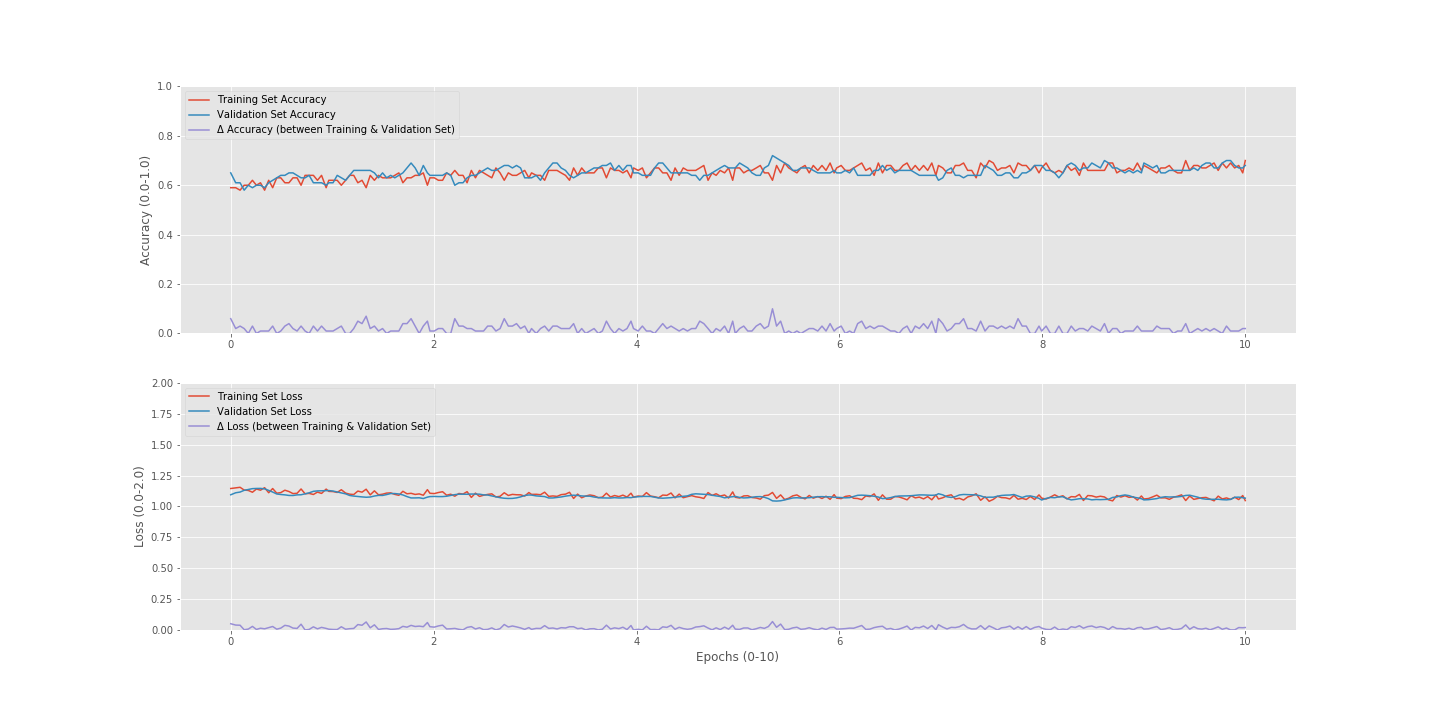 1.0
Training Set Accuracy
Validation Set Accuracy
Δ Accuracy (between Training & Validation Set)
0.8
0.6
0.4
0.2
0.0
Accuracy (0.0-1.0)
0 2 4 6 8 10
2.00
Training Set Loss
Validation Set Loss
Δ Loss (between Training & Validation Set)
1.75
1.50
1.25
1.00
0.75
0.50
0.25
0.00
Loss (0.0-2.0)
0 2 4 6 8 10
Epochs (0-10)